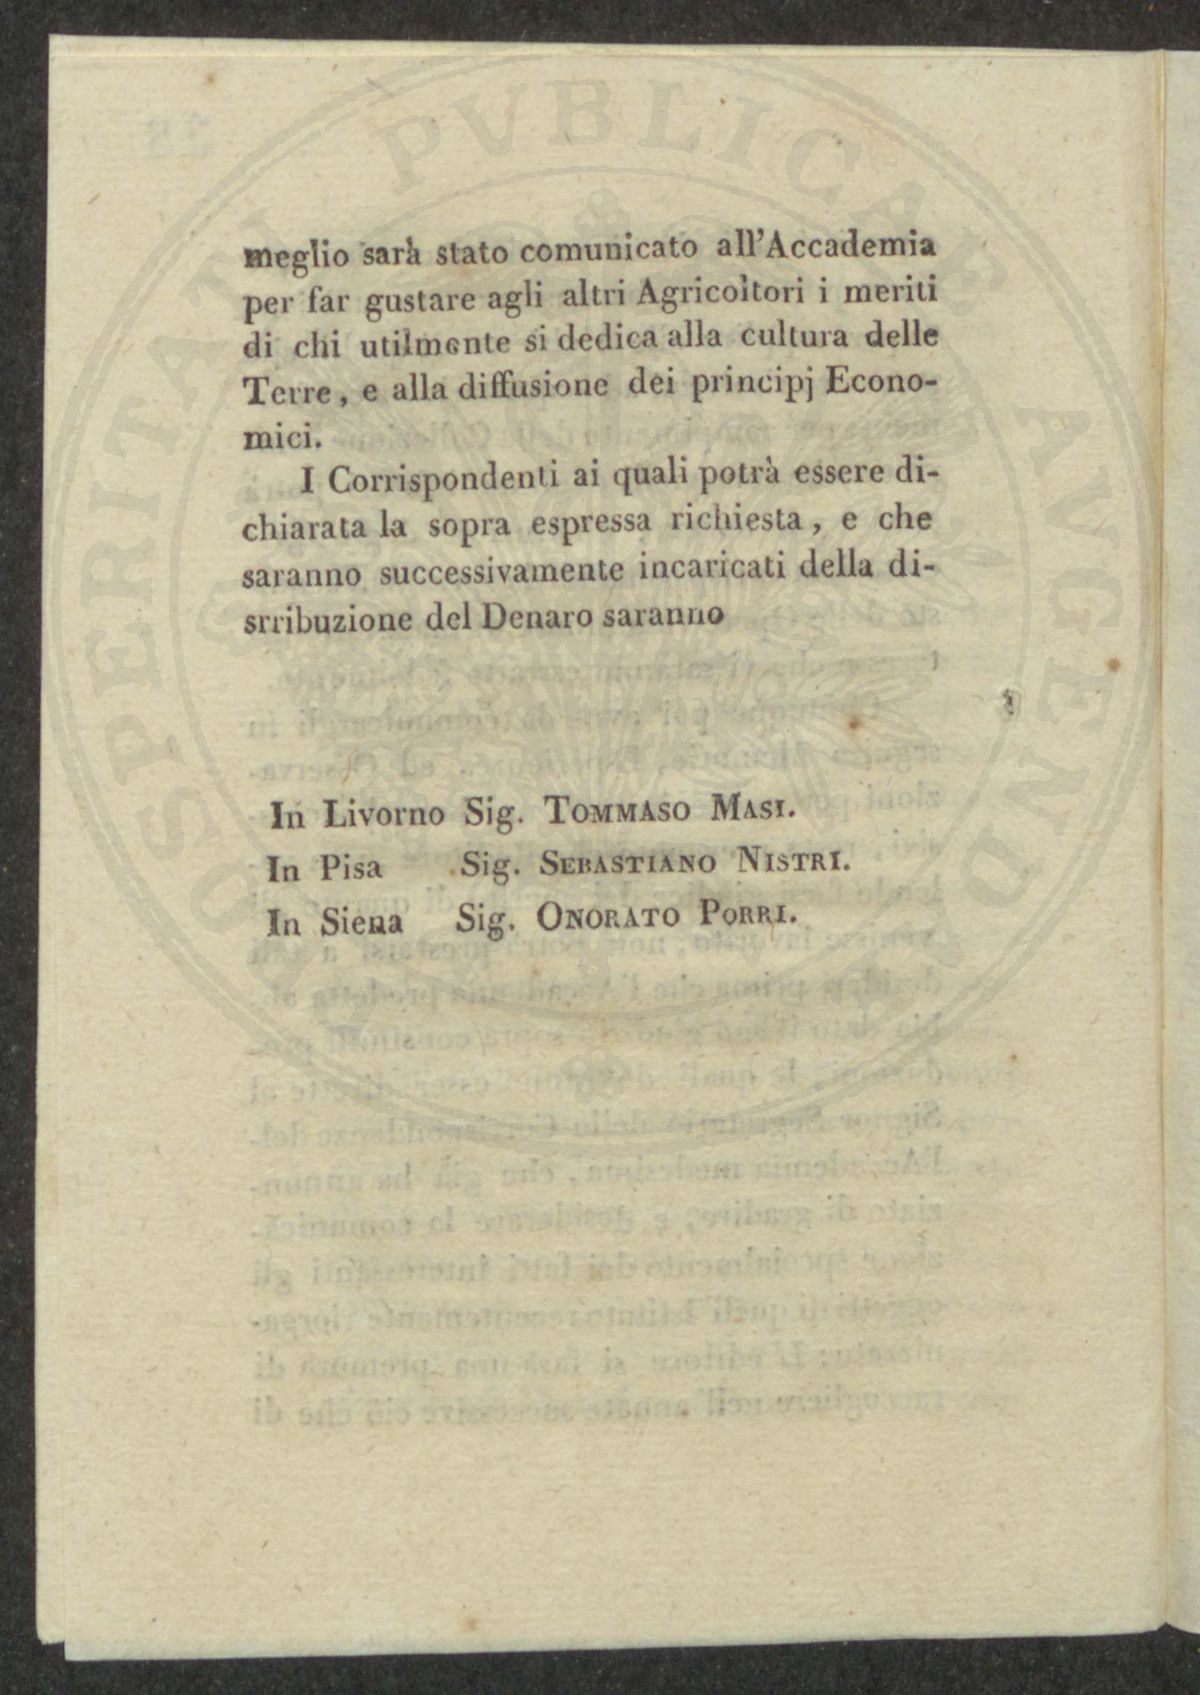 meglio sarà stato comunicato all'Accademia
per far gustare agli altri Agricoltori i meriti
di chi utilmente si dedica alla cultura delle
Terre, e alla diffusione dei principj Econo-
mici.
I Corrispondenti ai quali potrà essere di-
chiarata la sopra espressa richiesta, e che
saranno successivamente incaricati della di-
srribuzione del Denaro saranno
In Livorno Sig. TOMMASO MASI.
In Pisa Sig. SEBASTIANO NISTRI.
In Siena Sig. ONORATO PORRI.
PROSPERITATI PVBLICAE AVGENDAE